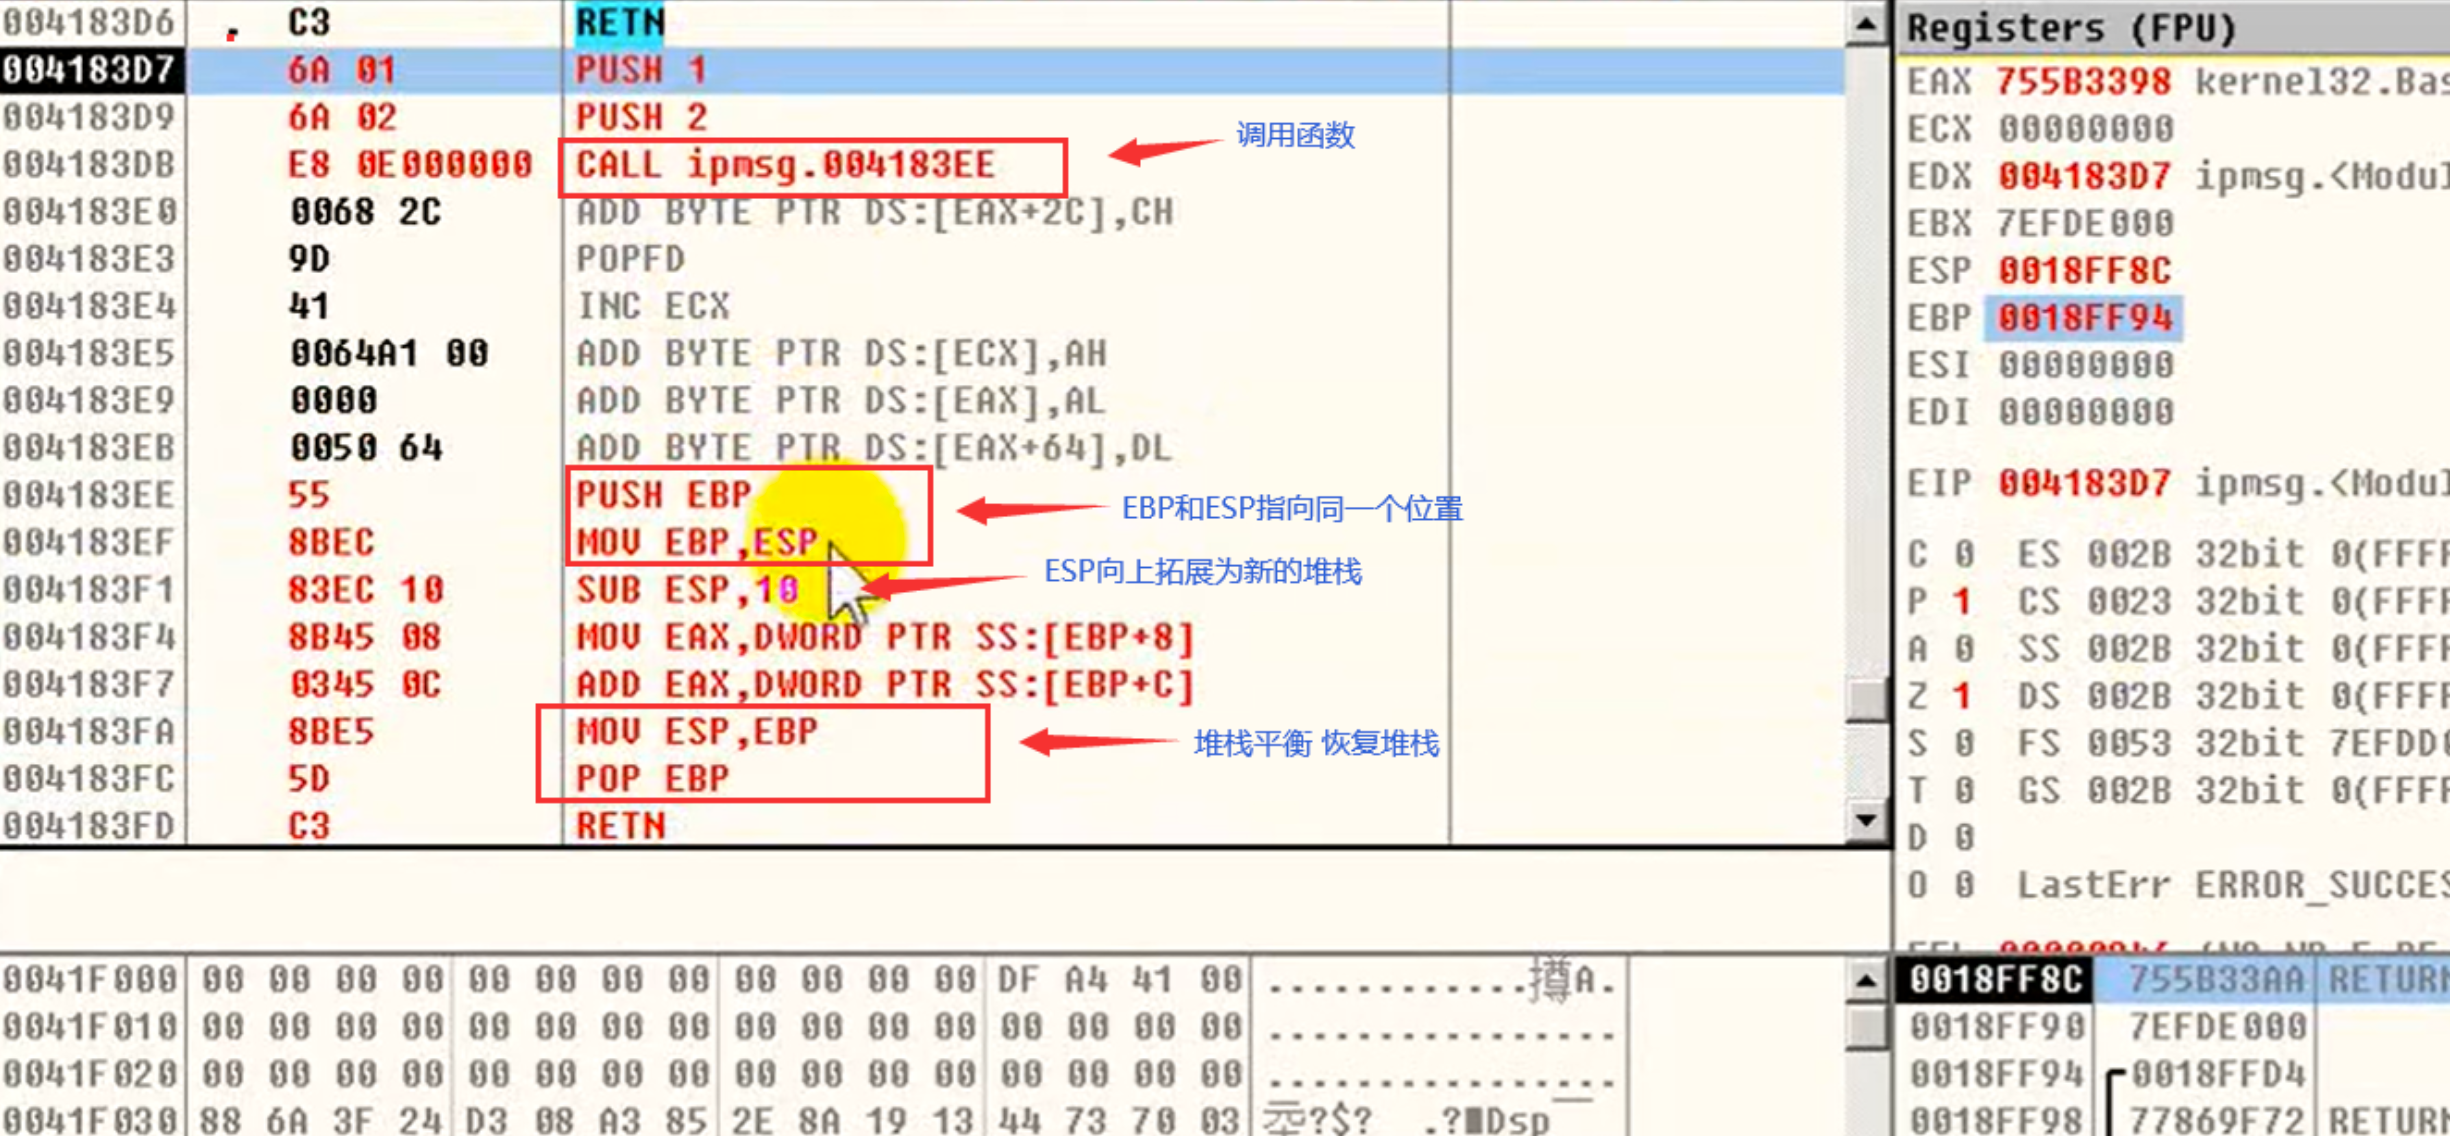 004183D6 . C3 RETN
004183D7 6A 01 PUSH 1
004183D9 6A 02 PUSH 2
调用函数
004183DB E8 0E000000 CALL ipmsg.004183EE
004183E0 0068 2C ADD BYTE PTR DS:[EAX+2C],CH
004183E3 9D POPFD
004183E4 41 INC ECX
004183E5 0064A1 00 ADD BYTE PTR DS:[ECX],AH
004183E9 0000 ADD BYTE PTR DS:[EAX],AL
004183EB 0050 64 ADD BYTE PTR DS:[EAX+64],DL
004183EE 55 PUSH EBP
EBP和ESP指向同一个位置
004183EF 8BEC MOV EBP,ESP
ESP向上拓展为新的堆栈
004183F1 83EC 10 SUB ESP,10
004183F4 8B45 08 MOV EAX,DWORD PTR SS:[EBP+8]
004183F7 0345 0C ADD EAX,DWORD PTR SS:[EBP+C]
004183FA 8BE5 MOV ESP,EBP
堆栈平衡 恢复堆栈
004183FC 5D POP EBP
004183FD C3 RETN
Registers (FPU)
EAX 755B3398 kernel32.Bas
ECX 00000000
EDX 004183D7 ipmsg.<Modul
EBX 7EFDE000
ESP 0018FF8C
EBP 0018FF94
ESI 00000000
EDI 00000000
EIP 004183D7 ipmsg.<Modul
C 0 ES 002B 32bit 0(FFFF
P 1 CS 0023 32bit 0(FFFF
A 0 SS 002B 32bit 0(FFFF
Z 1 DS 002B 32bit 0(FFFF
S 0 FS 0053 32bit 7EFDD0
T 0 GS 002B 32bit 0(FFFF
D 0
O 0 LastErr ERROR_SUCCES
0041F000 00 00 00 00 00 00 00 00 00 00 00 00 DF A4 41 00 ............撙A.
0041F010 00 00 00 00 00 00 00 00 00 00 00 00 00 00 00 00 ................
0041F020 00 00 00 00 00 00 00 00 00 00 00 00 00 00 00 00 ................
0041F030 88 6A 3F 24 D3 08 A3 85 2E 8A 19 13 44 73 70 03
0018FF8C 755B33AA RETURN
0018FF90 7EFDE000
0018FF94 0018FFD4
0018FF98 77869F72 RETURN